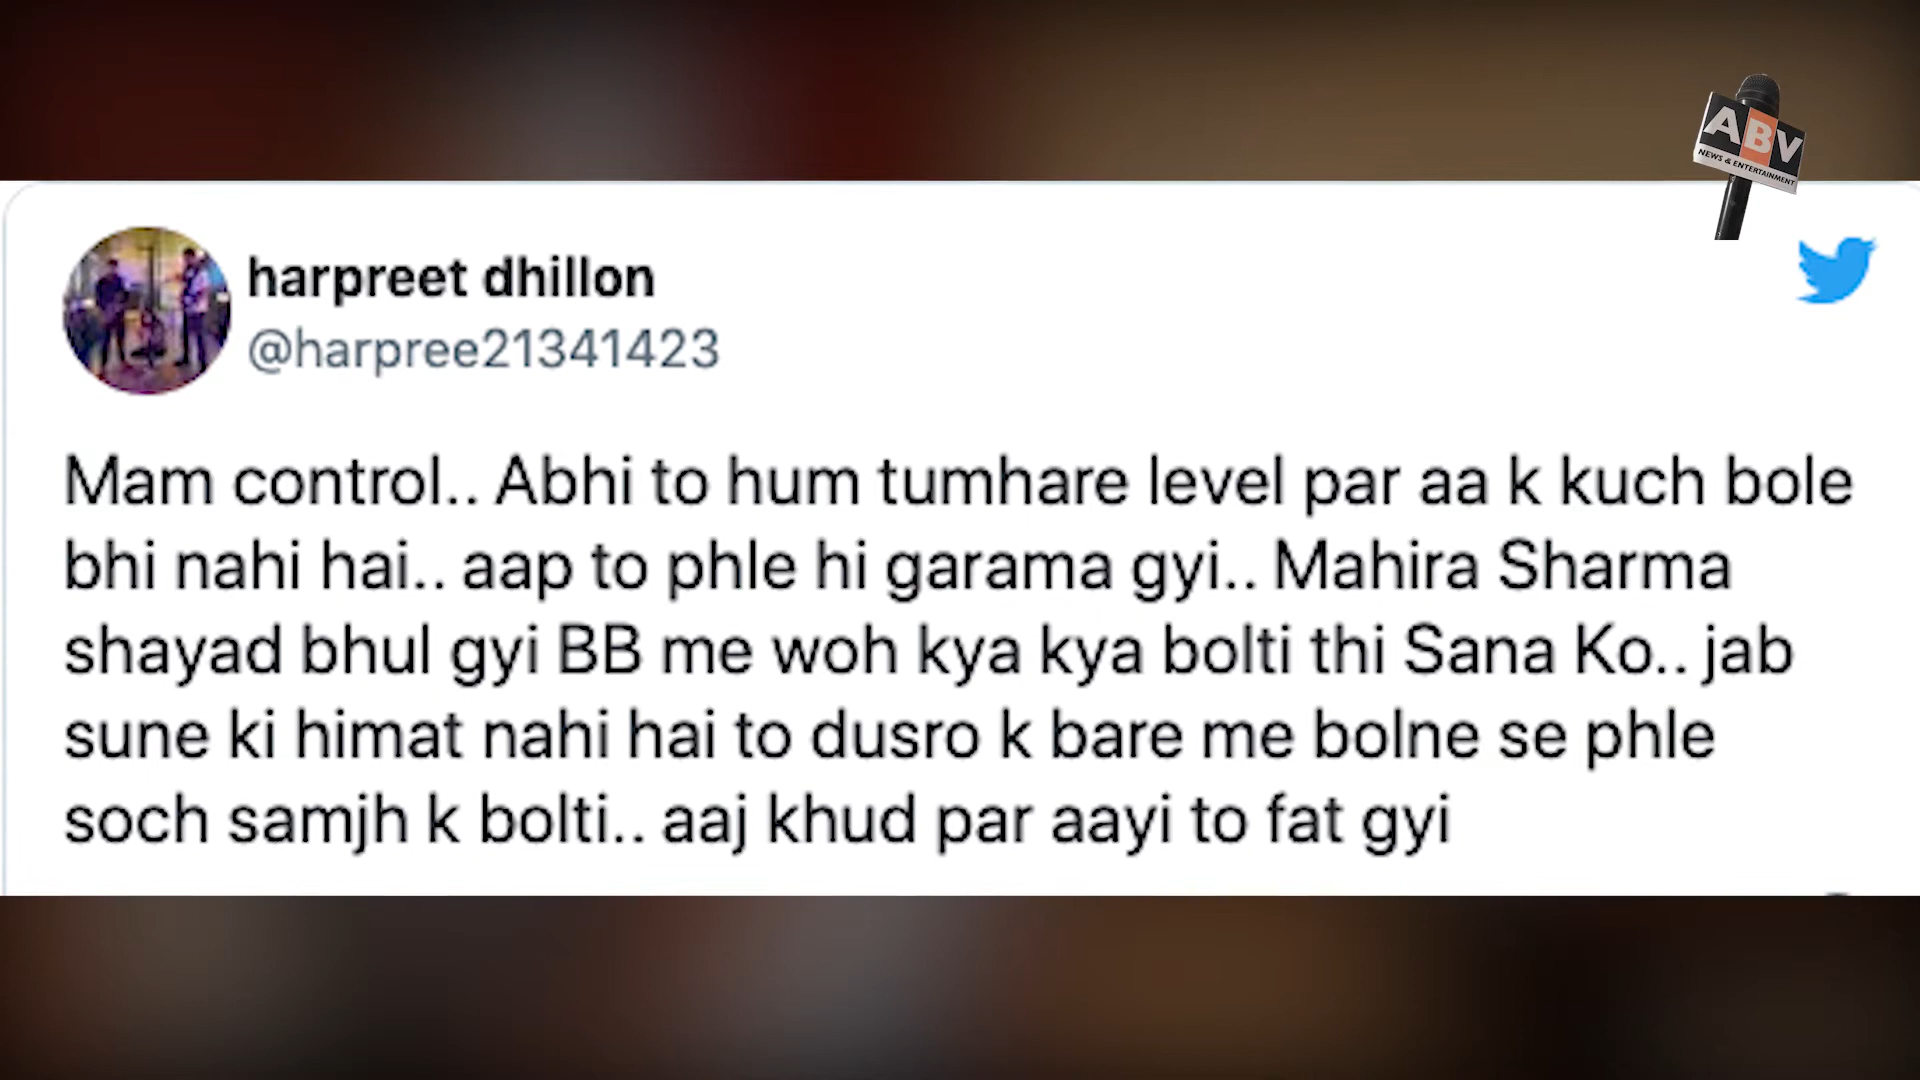 ABV
NEWS & ENTERTAINMENT
harpreet dhillon
@harpree21341423
Mam control.. Abhi to hum tumhare level par aa k kuch bole
bhi nahi hai.. aap to phle hi garama gyi.. Mahira Sharma
shayad bhul gyi BB me woh kya kya bolti thi Sana Ko.. jab
sune ki himat nahi hai to dusro k bare me bolne se phle
soch samjh k bolti.. aaj khud par aayi to fat gyi